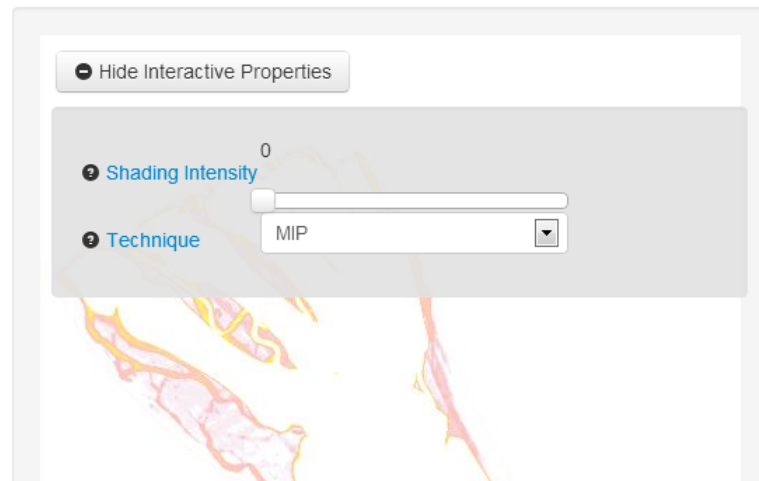 Hide Interactive Properties
0
Shading Intensity
Technique
MIP